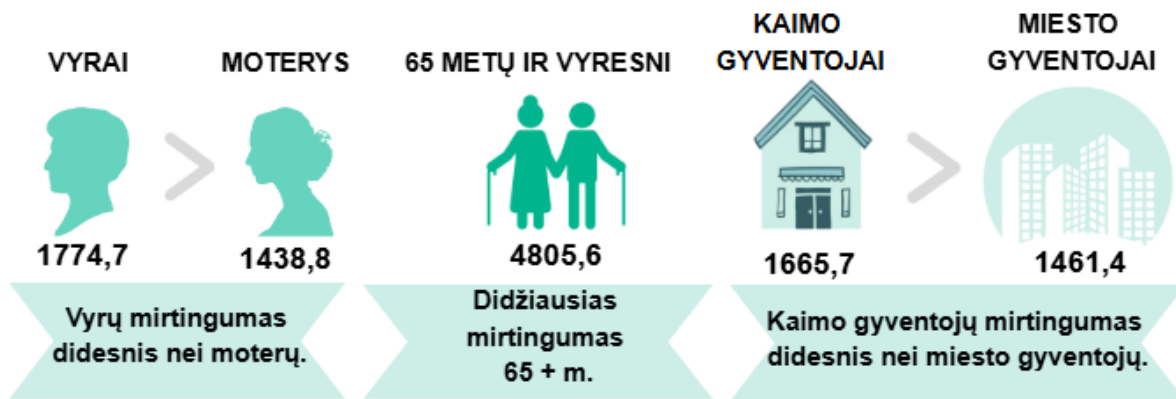 VYRAI
MOTERYS
65 METŲ IR VYRESNI
KAIMO
GYVENTOJAI
MIESTO
GYVENTOJAI
1774,7
1438,8
4805,6
1665,7
1461,4
Vyrų mirtingumas
didesnis nei moterų.
Didžiausias
mirtingumas
65 + m.
Kaimo gyventojų mirtingumas
didesnis nei miesto gyventojų.